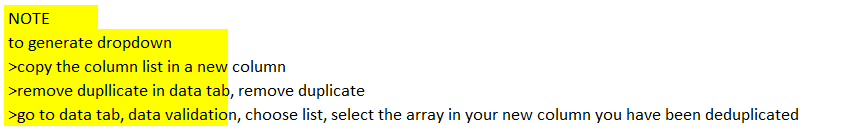 NOTE
to generate dropdown
>copy the column list in a new column
>remove dupllicate in data tab, remove duplicate
>go to data tab, data validation, choose list, select the array in your new column you have been deduplicated